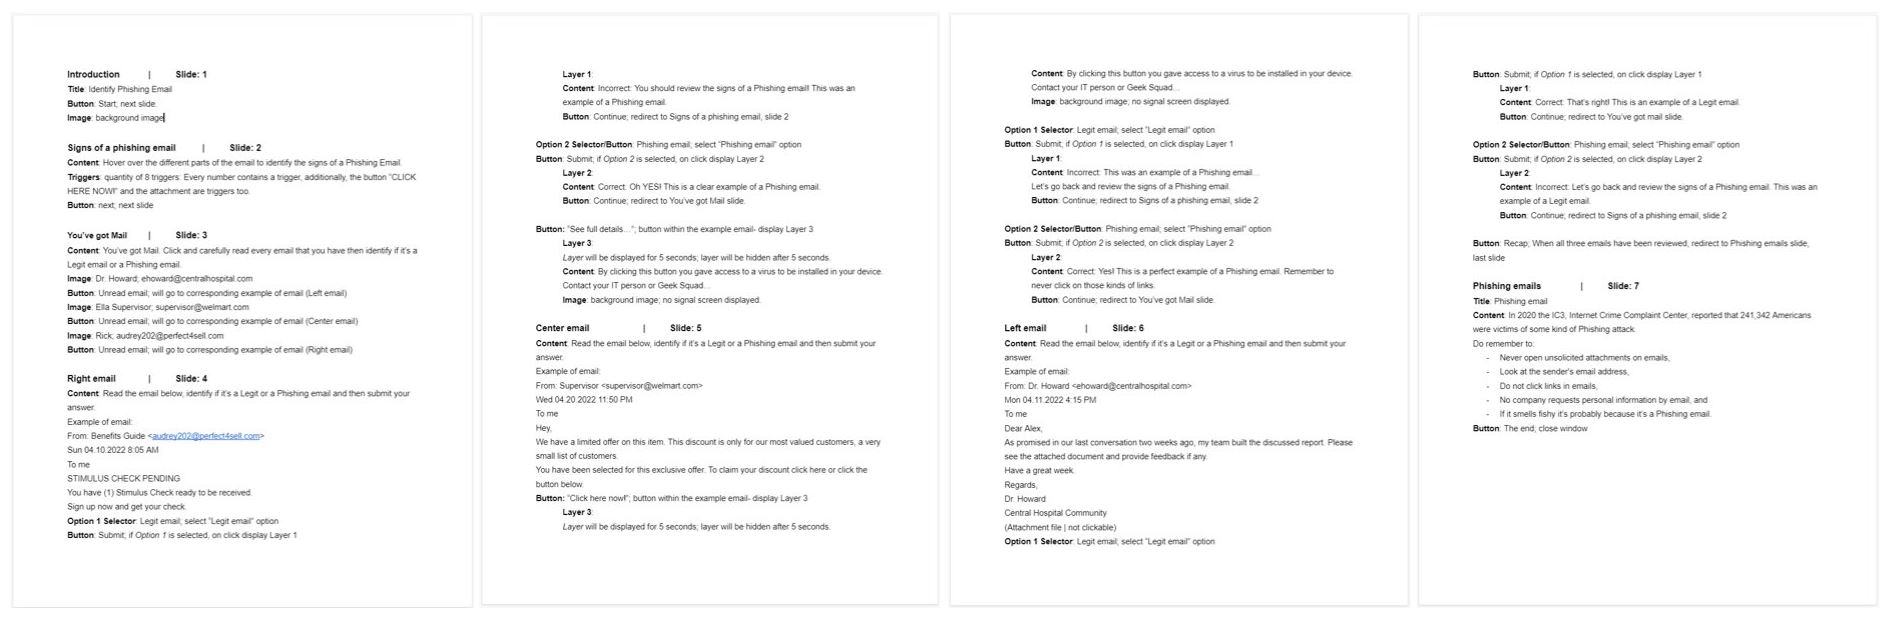 Introduction | Slide: 1
Title: Identify Phishing Email
Button: Start; next slide.
Image: background image
Signs of a phishing email | Slide: 2
Content: Hover over the different parts of the email to identify the signs of a Phishing Email.
Triggers: quantity of 8 triggers: Every number contains a trigger, additionally, the button "CLICK
HERE NOW!" and the attachment are triggers too.
Button: next; next slide
You've got Mail | Slide: 3
Content: You've got Mail. Click and carefully read every email that you have then identify if it's a
Legit email or a Phishing email.
Image: Dr. Howard; ehoward@centralhospital.com
Button: Unread email; will go to corresponding example of email (Left email)
Image: Ella Supervisor; supervisor@welmart.com
Button: Unread email; will go to corresponding example of email (Center email)
Image: Rick; audrey202@perfect4sell.com
Button: Unread email; will go to corresponding example of email (Right email)
Right email | Slide: 4
Content: Read the email below, identify if it's a Legit or a Phishing email and then submit your
answer.
Example of email:
From: Benefits Guide <audrey202@perfect4sell.com>
Sun 04.10.2022 8:05 AM
To me
STIMULUS CHECK PENDING
You have (1) Stimulus Check ready to be received.
Sign up now and get your check.
Option 1 Selector: Legit email; select "Legit email" option
Button: Submit; if Option 1 is selected, on click display Layer 1
Layer 1:
Content: Incorrect: You should review the signs of a Phishing email! This was an
example of a Phishing email.
Button: Continue; redirect to Signs of a phishing email, slide 2
Option 2 Selector/Button: Phishing email; select "Phishing email" option
Button: Submit; if Option 2 is selected, on click display Layer 2
Layer 2:
Content: Correct: Oh YES! This is a clear example of a Phishing email.
Button: Continue; redirect to You've got Mail slide.
Button: "See full details…"; button within the example email- display Layer 3
Layer 3:
Layer will be displayed for 5 seconds; layer will be hidden after 5 seconds.
Content: By clicking this button you gave access to a virus to be installed in your device.
Contact your IT person or Geek Squad…
Image: background image; no signal screen displayed.
Center email | Slide: 5
Content: Read the email below, identify if it's a Legit or a Phishing email and then submit your
answer.
Example of email:
From: Supervisor <supervisor@welmart.com>
Wed 04.20.2022 11:50 PM
To me
Hey,
We have a limited offer on this item. This discount is only for our most valued customers, a very
small list of customers.
You have been selected for this exclusive offer. To claim your discount click here or click the
button below.
Button: "Click here now!"; button within the example email- display Layer 3
Layer 3:
Layer will be displayed for 5 seconds; layer will be hidden after 5 seconds.
Content: By clicking this button you gave access to a virus to be installed in your device.
Contact your IT person or Geek Squad…
Image: background image; no signal screen displayed.
Option 1 Selector: Legit email; select "Legit email" option
Button: Submit; if Option 1 is selected, on click display Layer 1
Layer 1:
Content: Incorrect: This was an example of a Phishing email…
Let's go back and review the signs of a Phishing email.
Button: Continue; redirect to Signs of a phishing email, slide 2
Option 2 Selector/Button: Phishing email; select "Phishing email" option
Button: Submit; if Option 2 is selected, on click display Layer 2
Layer 2:
Content: Correct: Yes! This is a perfect example of a Phishing email. Remember to
never click on those kinds of links.
Button: Continue; redirect to You've got Mail slide.
Left email | Slide: 6
Content: Read the email below, identify if it's a Legit or a Phishing email and then submit your
answer.
Example of email:
From: Dr. Howard <ehoward@centralhospital.com>
Mon 04.11.2022 4:15 PM
To me
Dear Alex,
As promised in our last conversation two weeks ago, my team built the discussed report. Please
see the attached document and provide feedback if any.
Have a great week.
Regards,
Dr. Howard
Central Hospital Community
(Attachment file | not clickable)
Option 1 Selector: Legit email; select "Legit email" option
Button: Submit; if Option 1 is selected, on click display Layer 1
Layer 1:
Content: Correct: That's right! This is an example of a Legit email.
Button: Continue; redirect to You've got mail slide.
Option 2 Selector/Button: Phishing email; select "Phishing email" option
Button: Submit; if Option 2 is selected, on click display Layer 2
Layer 2:
Content: Incorrect: Let's go back and review the signs of a Phishing email. This was an
example of a Legit email.
Button: Continue; redirect to Signs of a phishing email, slide 2
Button: Recap; When all three emails have been reviewed, redirect to Phishing emails slide,
last slide
Phishing emails | Slide: 7
Title: Phishing email
Content: In 2020 the IC3, Internet Crime Complaint Center, reported that 241,342 Americans
were victims of some kind of Phishing attack.
Do remember to:
- Never open unsolicited attachments on emails,
- Look at the sender's email address,
- Do not click links in emails,
- No company requests personal information by email, and
- If it smells fishy it's probably because it's a Phishing email.
Button: The end; close window